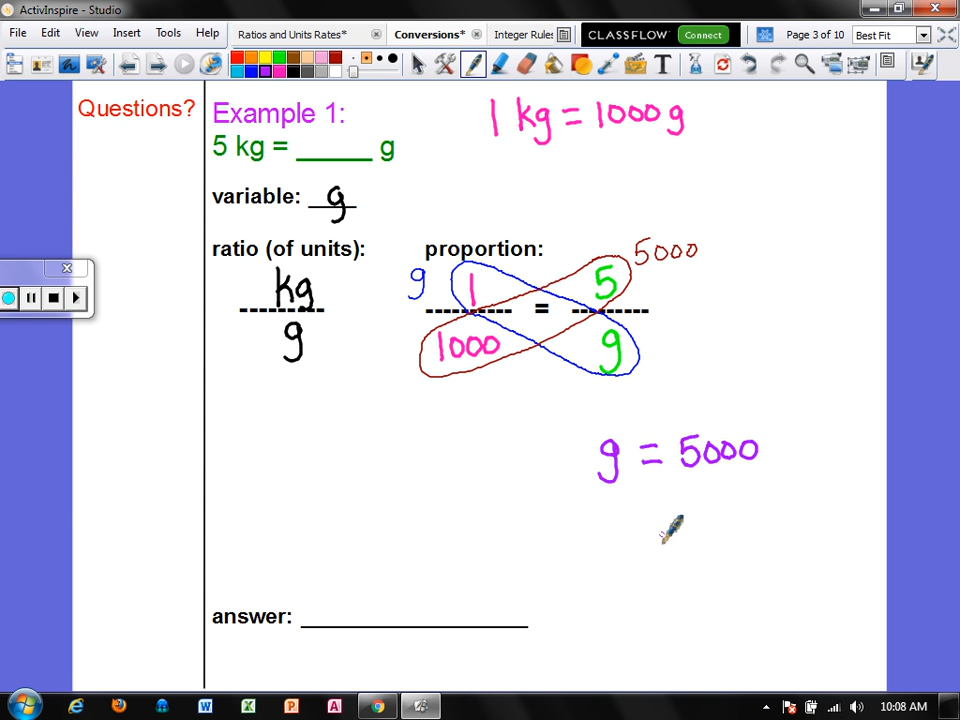 ActivInspire - Studio
File Edit View Insert Tools Help
Ratios and Units Rates*
Conversions*
Integer Rules
CLASSFLOW
Connect
Page 3 of 10
Best Fit
Questions?
Example 1:
1 kg = 1000 g
5 kg = _____ g
variable: g
ratio (of units):
proportion:
5000
kg
g
g
1
=
5
1000
g
g = 5000
answer: ____________________
10:08 AM